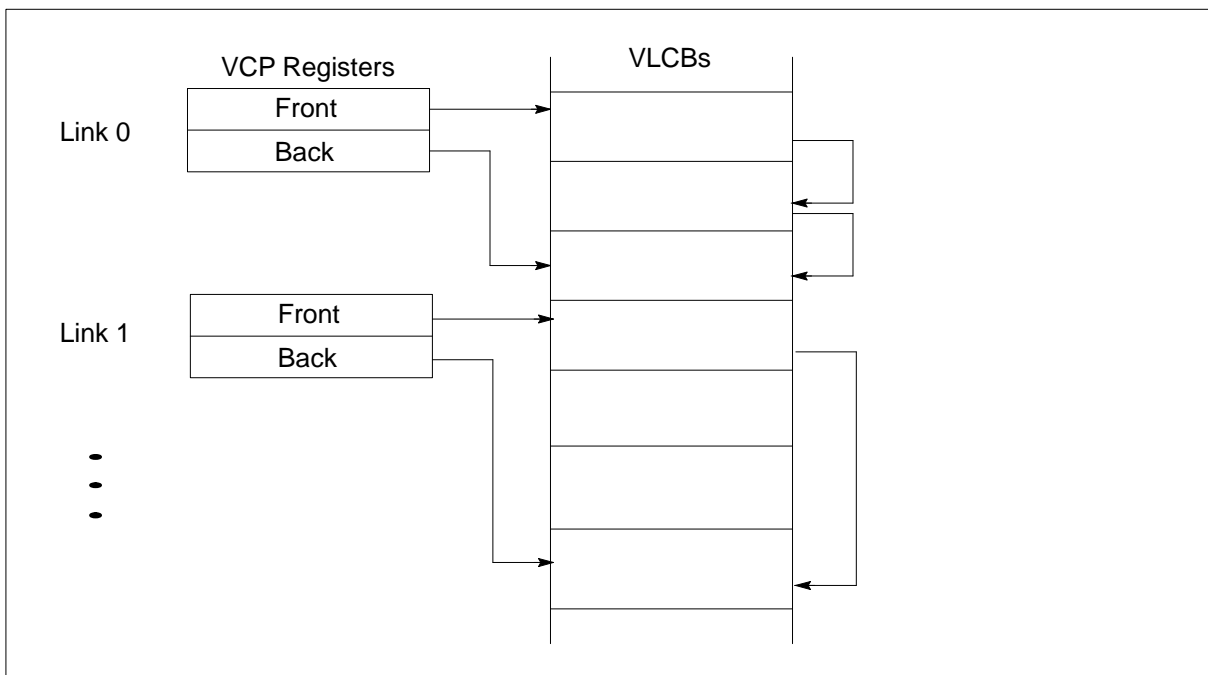 VCP Registers
VLCBs
Link 0
Front
Back
Link 1
Front
Back